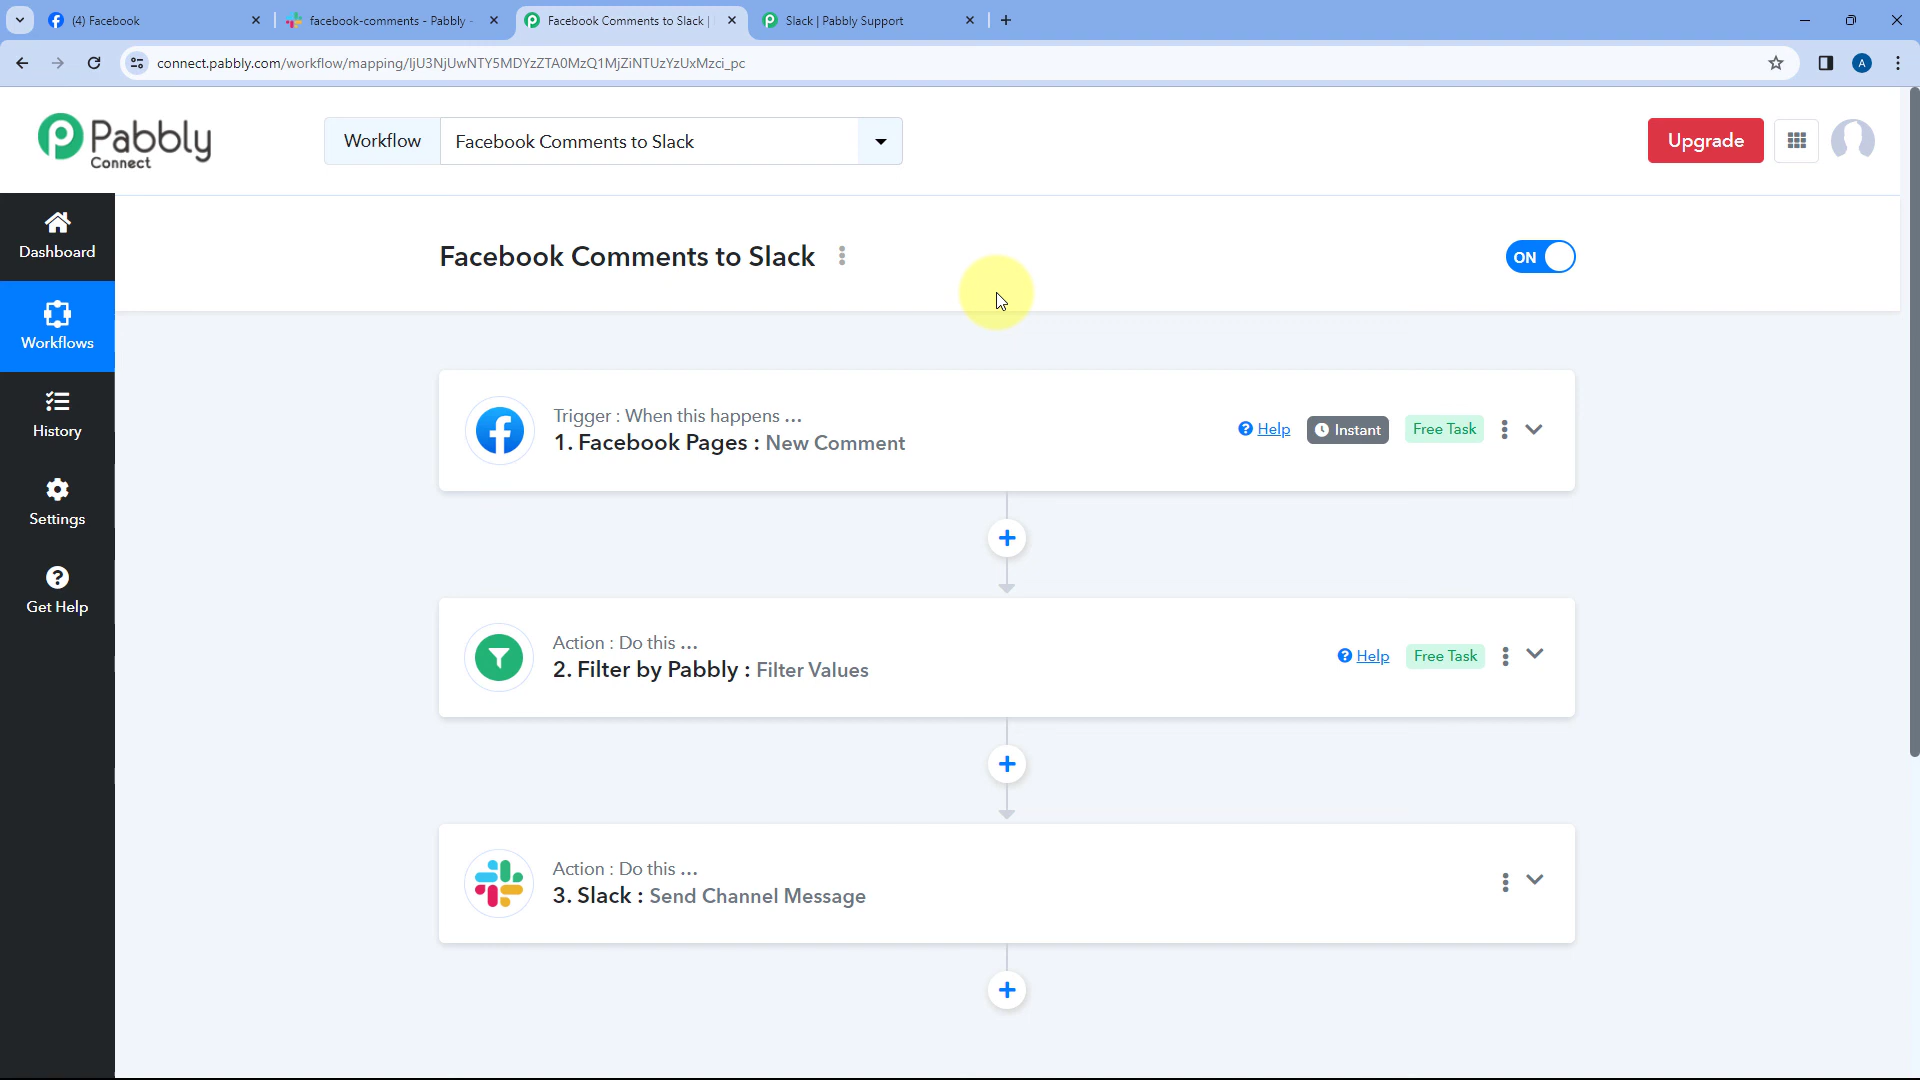 (4) Facebook
facebook-comments - Pabbly -
Facebook Comments to Slack |
Slack | Pabbly Support
connect.pabbly.com/workflow/mapping/IjU3NjUwNTY5MDYzZTA0MzQ1MjZiNTUzYzUxMzci_pc
A
Pabbly
Connect
Workflow
Facebook Comments to Slack
Upgrade
Dashboard
Workflows
History
Settings
Get Help
Facebook Comments to Slack
ON
Trigger : When this happens ...
1. Facebook Pages : New Comment
Help
Instant
Free Task
Action : Do this ...
2. Filter by Pabbly : Filter Values
Help
Free Task
Action : Do this ...
3. Slack : Send Channel Message